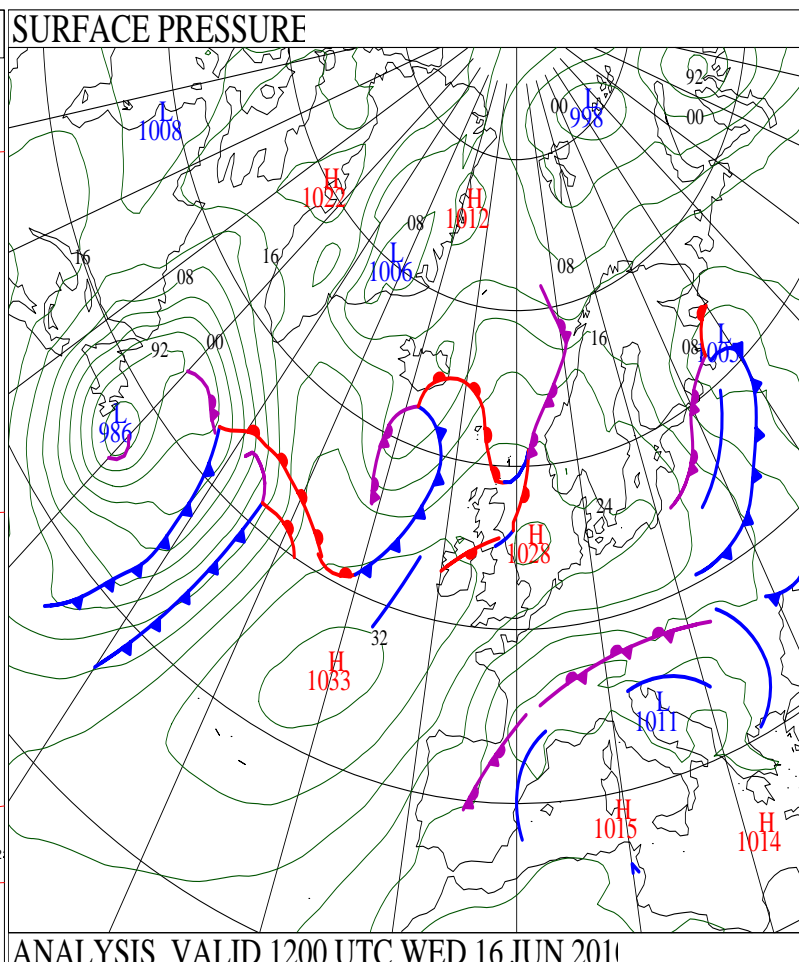 SURFACE PRESSURE
92
L
998
00
00
L
1008
H
1022
H
1012
08
L
1006
16
16
08
08
00
92
16
08
L
1005
L
986
24
H
1028
32
H
1033
L
1011
H
1015
H
1014
ANALYSIS VALID 1200 UTC WED 16 JUN